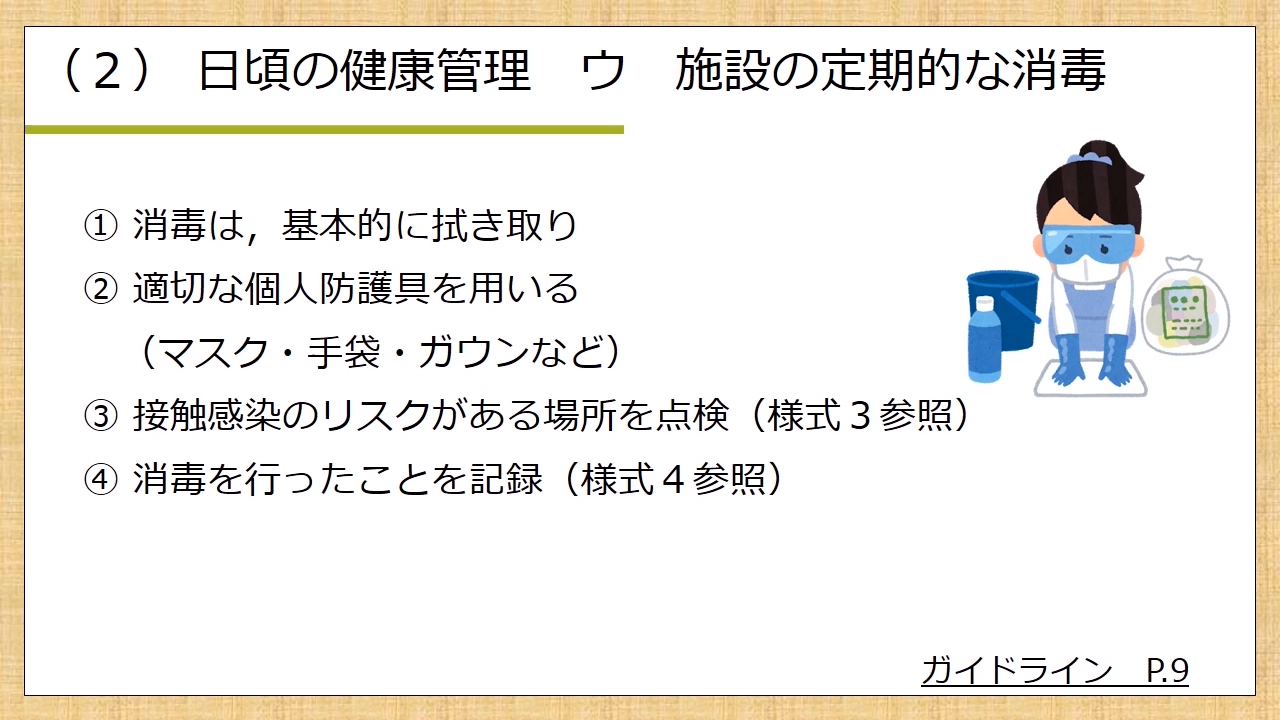 （２） 日頃の健康管理　ウ　施設の定期的な消毒
① 消毒は，基本的に拭き取り
② 適切な個人防護具を用いる
（マスク・手袋・ガウンなど）
③ 接触感染のリスクがある場所を点検（様式３参照）
④ 消毒を行ったことを記録（様式４参照）
ガイドライン　P.9